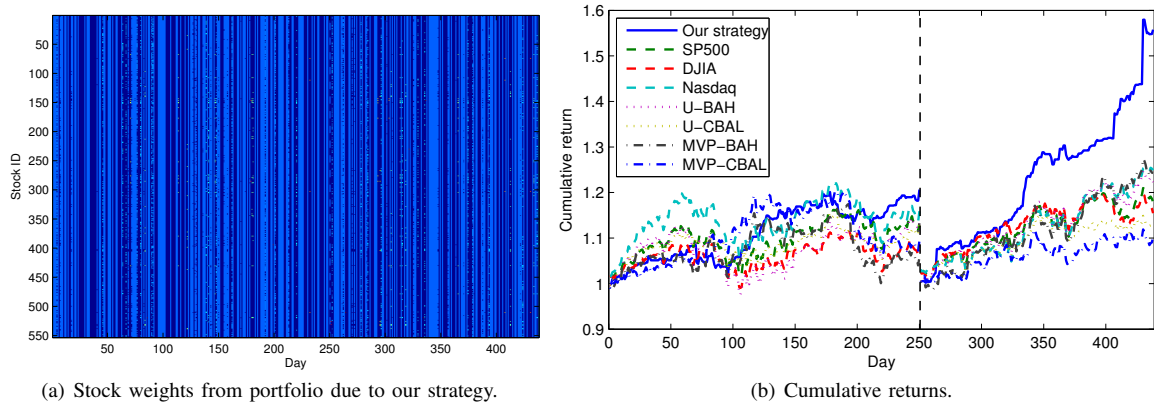 50
100
150
200
250
300
350
400
450
500
550
Stock ID
50 100 150 200 250 300 350 400
Day
(a) Stock weights from portfolio due to our strategy.
1.6
1.5
1.4
1.3
1.2
1.1
1
0.9
Cumulative return
Our strategy
SP500
DJIA
Nasdaq
U−BAH
U−CBAL
MVP−BAH
MVP−CBAL
0 50 100 150 200 250 300 350 400
Day
(b) Cumulative returns.